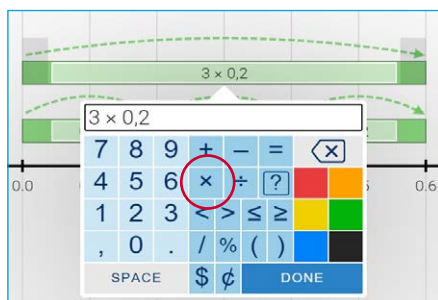 3 × 0,2
3 × 0,2
7 8 9 + − =
4 5 6 × ÷ ?
1 2 3 < > ≤ ≥
, 0 . / % ( )
SPACE $ ¢ DONE
0.0 0.6